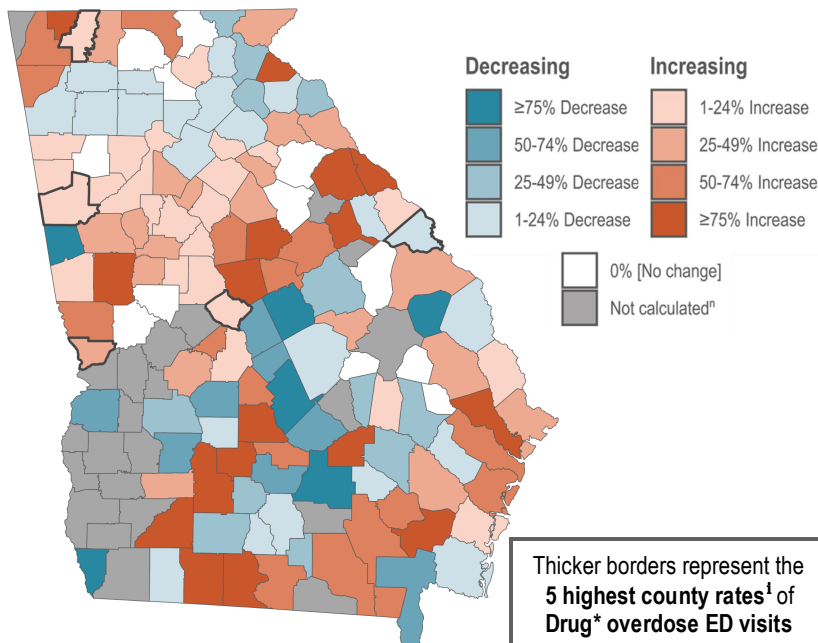 Decreasing
≥75% Decrease
50-74% Decrease
25-49% Decrease
1-24% Decrease
Increasing
1-24% Increase
25-49% Increase
50-74% Increase
≥75% Increase
0% [No change]
Not calculatedⁿ
Thicker borders represent the
5 highest county rates¹ of
Drug* overdose ED visits